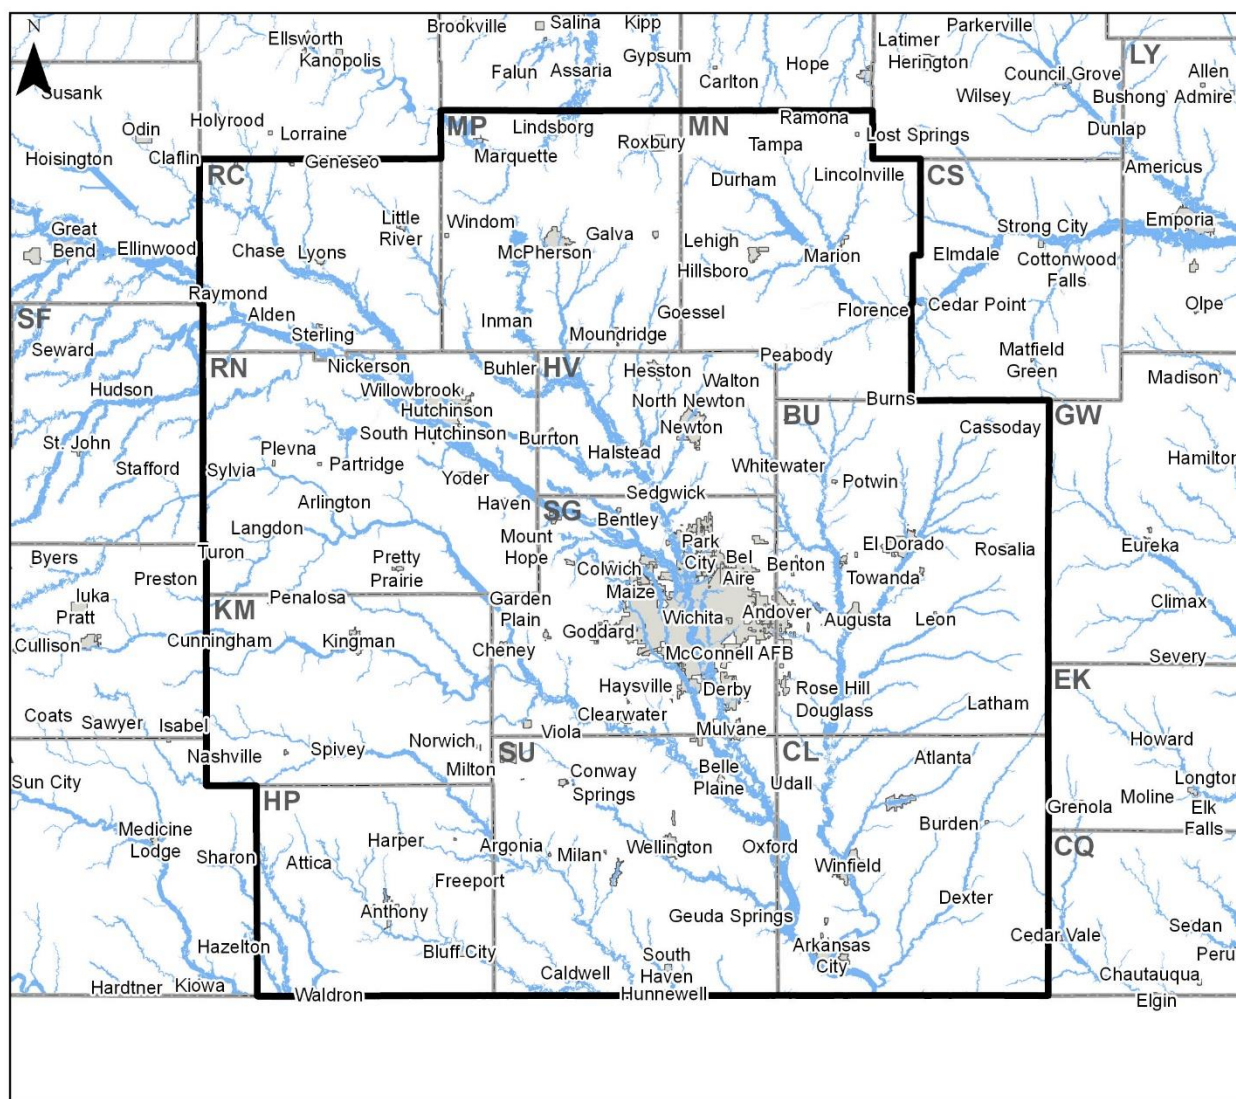 N
Brookville
Salina
Kipp
Parkerville
Ellsworth
Kanopolis
Falun
Assaria
Gypsum
Carlton
Hope
Latimer
Herington
LY
Council Grove
Allen
Admire
Wilsey
Bushong
Susank
Odin
Holyrood
Lorraine
MP
Lindsborg
MN
Ramona
Dunlap
Hoisington
Claflin
Geneseo
Marquette
Roxbury
Tampa
Lost Springs
Americus
RC
Durham
Lincolnville
CS
Great
Bend
Ellinwood
Chase
Lyons
Little
River
Windom
McPherson
Galva
Lehigh
Hillsboro
Marion
Strong City
Elmdale
Cottonwood
Falls
Emporia
Raymond
Alden
Sterling
Inman
Moundridge
Goessel
Florence
Cedar Point
Olpe
SF
Seward
Hudson
RN
Nickerson
Buhler
HV
Hesston
Walton
Peabody
Matfield
Green
Madison
Willowbrook
Hutchinson
South Hutchinson
Burrton
North Newton
Newton
Halstead
Burns
BU
Cassoday
GW
St. John
Stafford
Sylvia
Plevna
Partridge
Yoder
Whitewater
Potwin
Hamilton
Arlington
Haven
Sedgwick
SG
Bentley
Langdon
Turon
Pretty
Prairie
Mount
Hope
Park
City
Bel
Aire
Benton
El Dorado
Rosalia
Eureka
Byers
Preston
Iuka
Pratt
Cullison
KM
Penalosa
Cunningham
Kingman
Garden
Plain
Cheney
Colwich
Maize
Goddard
Wichita
Andover
McConnell AFB
Towanda
Augusta
Leon
Climax
Severy
Coats
Sawyer
Isabel
Haysville
Derby
Clearwater
Mulvane
Rose Hill
Douglass
Latham
EK
Nashville
Spivey
Norwich
Milton
Viola
SU
CL
Atlanta
Howard
Sun City
HP
Conway
Springs
Belle
Plaine
Udall
Burden
Grenola
Moline
Longton
Elk
Falls
Medicine
Lodge
Sharon
Attica
Harper
Argonia
Freeport
Milan
Wellington
Oxford
Winfield
CQ
Anthony
Geuda Springs
Dexter
Sedan
Peru
Hazelton
Bluff City
Arkansas
City
Cedar Vale
Hardtner
Kiowa
Waldron
Caldwell
South
Haven
Hunnewell
Chautauqua
Elgin